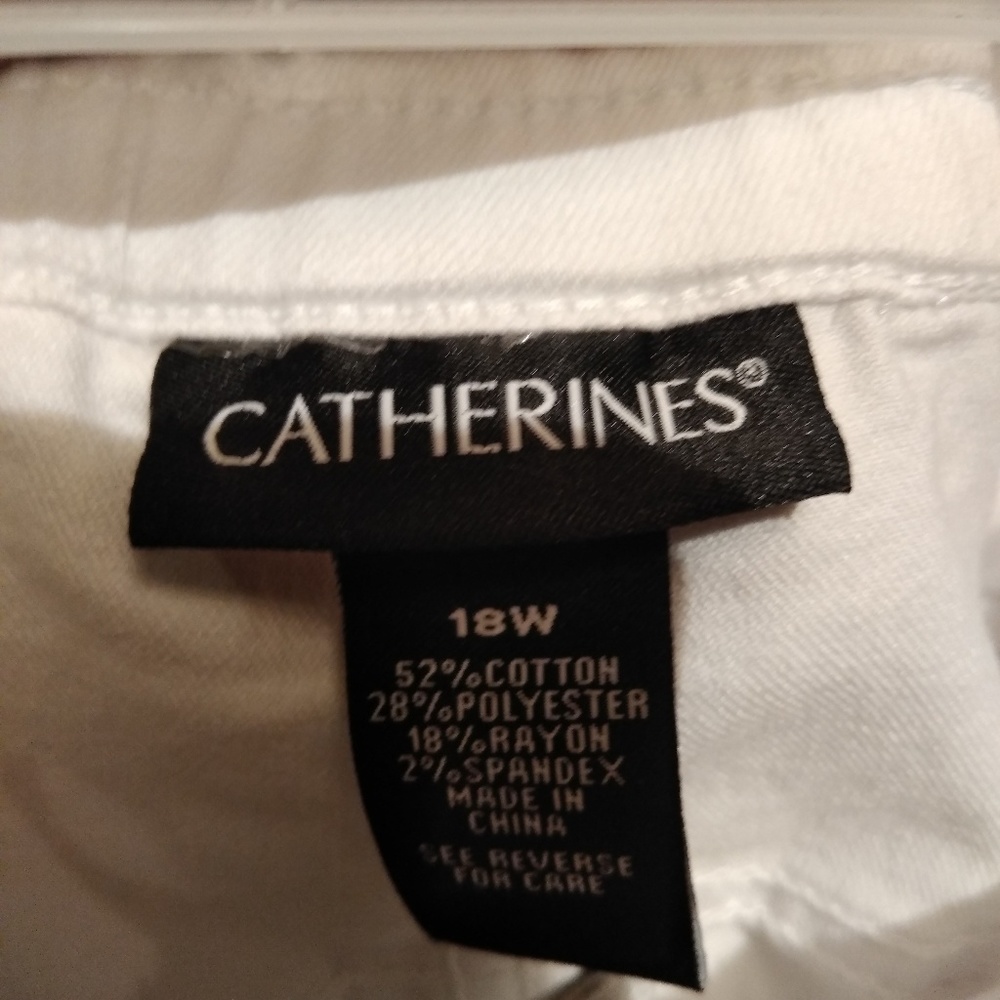 CATHERINES®
18W
52%COTTON
28%POLYESTER
18%RAYON
2%SPANDEX
MADE IN
CHINA
SEE REVERSE
FOR CARE